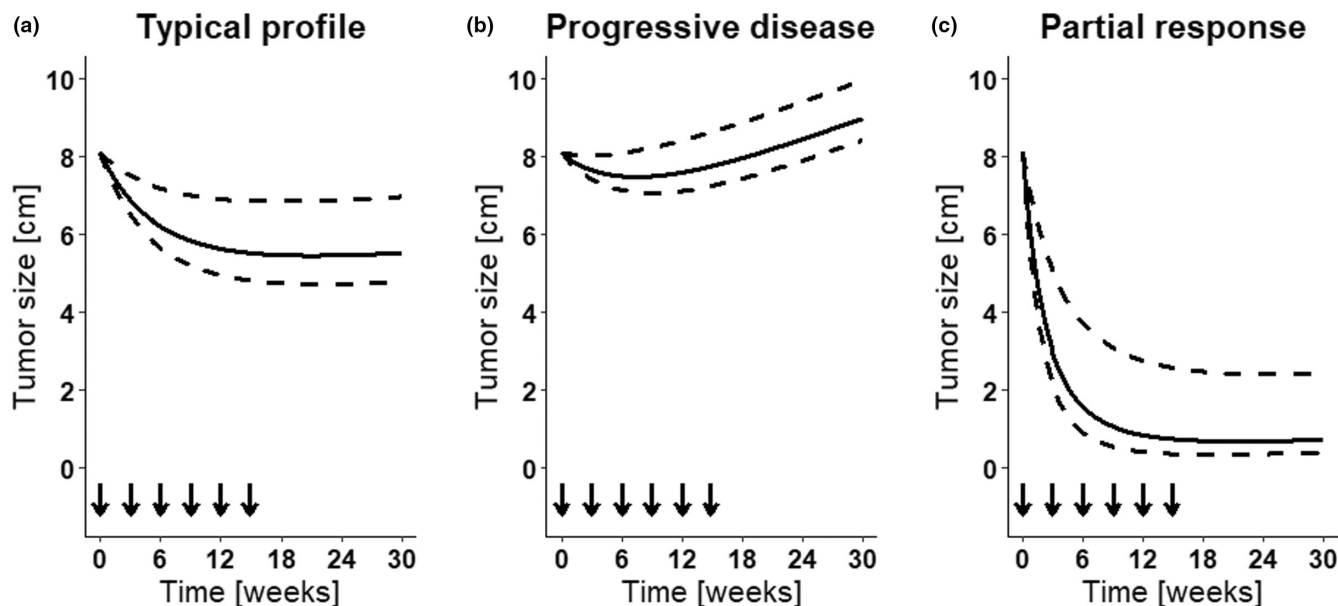 (a) Typical profile
Tumor size [cm]
10
8
6
4
2
0
0 6 12 18 24 30
Time [weeks]
(b) Progressive disease
Tumor size [cm]
10
8
6
4
2
0
0 6 12 18 24 30
Time [weeks]
(c) Partial response
Tumor size [cm]
10
8
6
4
2
0
0 6 12 18 24 30
Time [weeks]